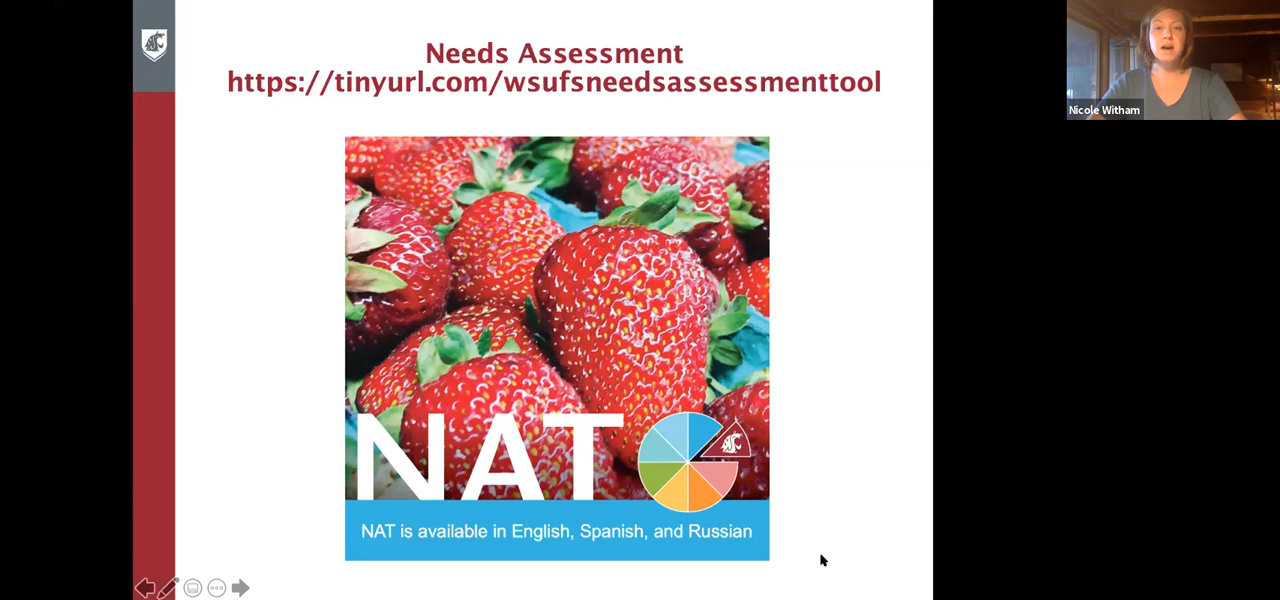 Needs Assessment
https://tinyurl.com/wsufsneedsassessmenttool
Nicole Witham
NAT
NAT is available in English, Spanish, and Russian